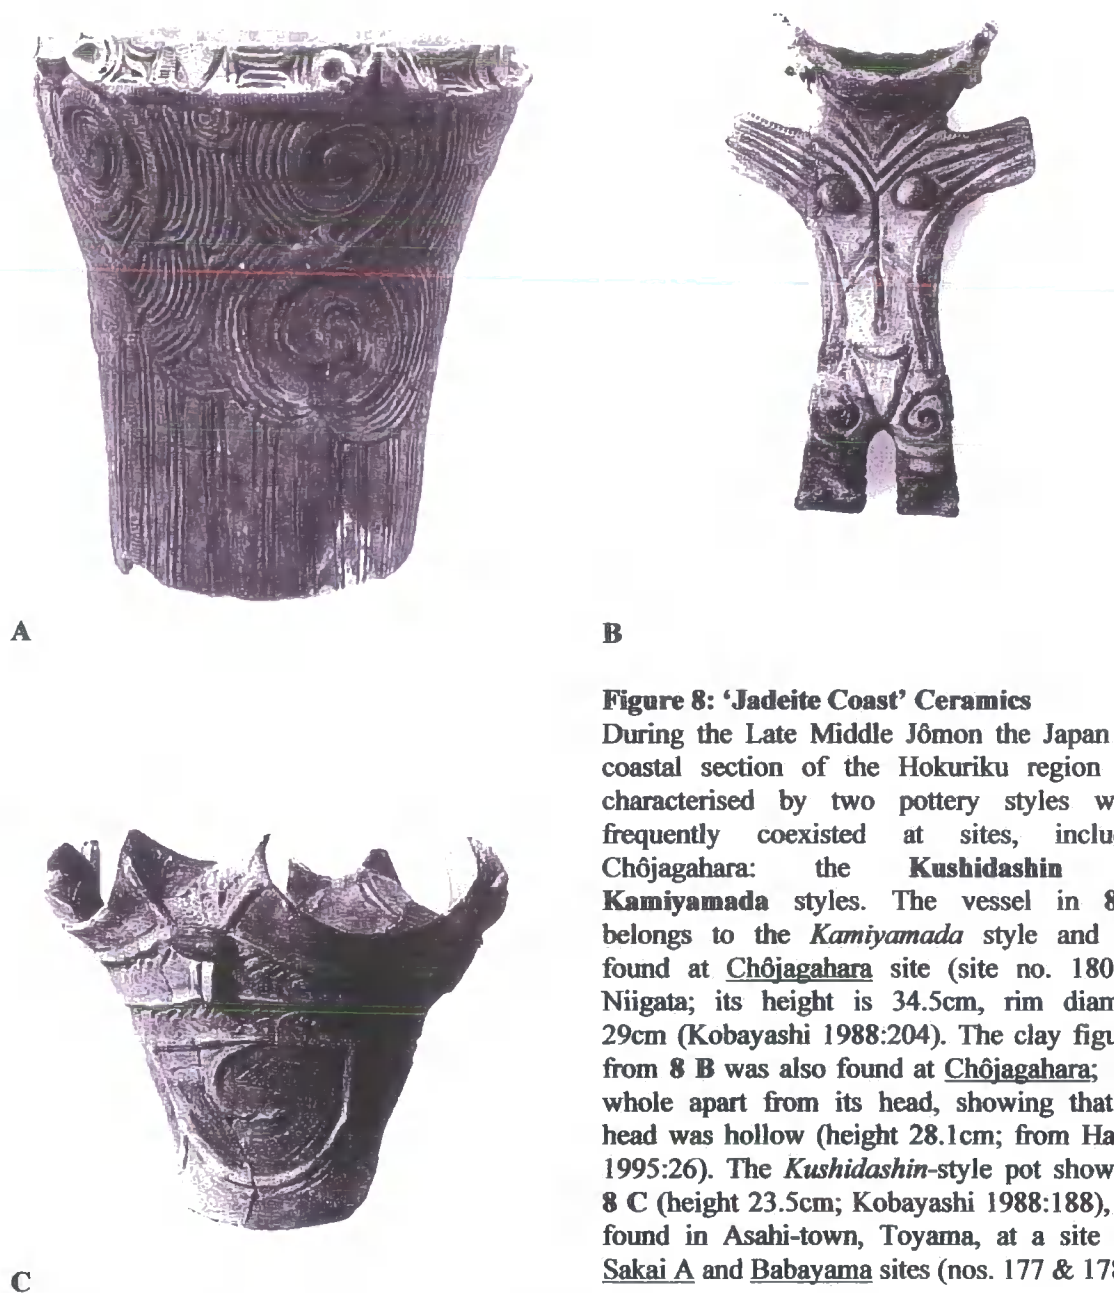 A
B
Figure 8: ‘Jadeite Coast’ Ceramics
During the Late Middle Jômon the Japan
coastal section of the Hokuriku region
characterised by two pottery styles
frequently coexisted at sites,
Chôjagahara: the Kushidashin
Kamiyamada styles. The vessel in
belongs to the Kamiyamada style and
found at Chôjagahara site (site no. 180
Niigata; its height is 34.5cm, rim
29cm (Kobayashi 1988:204). The clay
from 8 B was also found at Chôjagahara;
whole apart from its head, showing that
head was hollow (height 28.1cm; from
1995:26). The Kushidashin-style pot
8 C (height 23.5cm; Kobayashi 1988:188),
found in Asahi-town, Toyama, at a site
Sakai A and Babayama sites (nos. 177 &
C